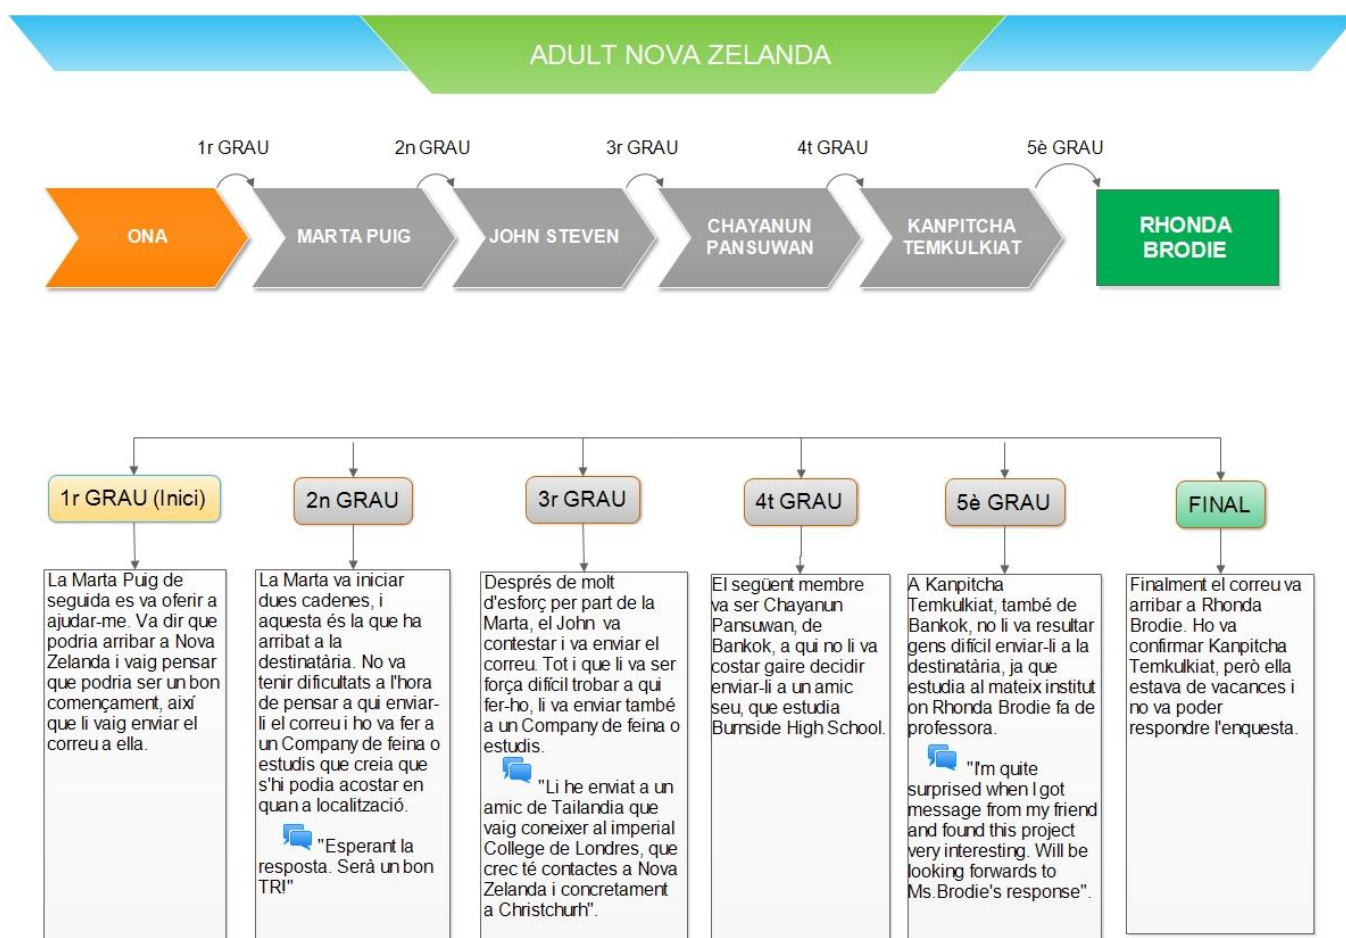 ADULT NOVA ZELANDA
1r GRAU
2n GRAU
3r GRAU
4t GRAU
5è GRAU
ONA
MARTA PUIG
JOHN STEVEN
CHAYANUN
PANSUWAN
KANPITCHA
TEMKULKIAT
RHONDA
BRODIE
1r GRAU (Inici)
La Marta Puig de
seguida es va oferir a
ajudar-me. Va dir que
podria arribar a Nova
Zelanda i vaig pensar
que podria ser un bon
començament, així
que li vaig enviar el
correu a ella.
2n GRAU
La Marta va iniciar
dues cadenes, i
aquesta és la que ha
arribat a la
destinatària. No va
tenir dificultats a l'hora
de pensar a qui enviar-
li el correu i ho va fer a
un Company de feina o
estudis que creia que
s'hi podia acostar en
quan a localització.
"Esperant la
resposta. Serà un bon
TR!"
3r GRAU
Després de molt
d'esforç per part de la
Marta, el John va
contestar i va enviar el
correu. Tot i que li va ser
força difícil trobar a qui
fer-ho, li va enviar també
a un Company de feina o
estudis.
"Li he enviat a un
amic de Tailandia que
vaig coneixer al imperial
College de Londres, que
crec té contactes a Nova
Zelanda i concretament
a Christchurh".
4t GRAU
El següent membre
va ser Chayanun
Pansuwan, de
Bankok, a qui no li va
costar gaire decidir
enviar-li a un amic
seu, que estudia
Burnside High School.
5è GRAU
A Kanpitcha
Temkulkiat, també de
Bankok, no li va resultar
gens difícil enviar-li a la
destinatària, ja que
estudia al mateix institut
on Rhonda Brodie fa de
professora.
"I'm quite
surprised when I got
message from my friend
and found this project
very interesting. Will be
looking forwards to
Ms.Brodie's response".
FINAL
Finalment el correu va
arribar a Rhonda
Brodie. Ho va
confirmar Kanpitcha
Temkulkiat, però ella
estava de vacances i
no va poder
respondre l'enquesta.